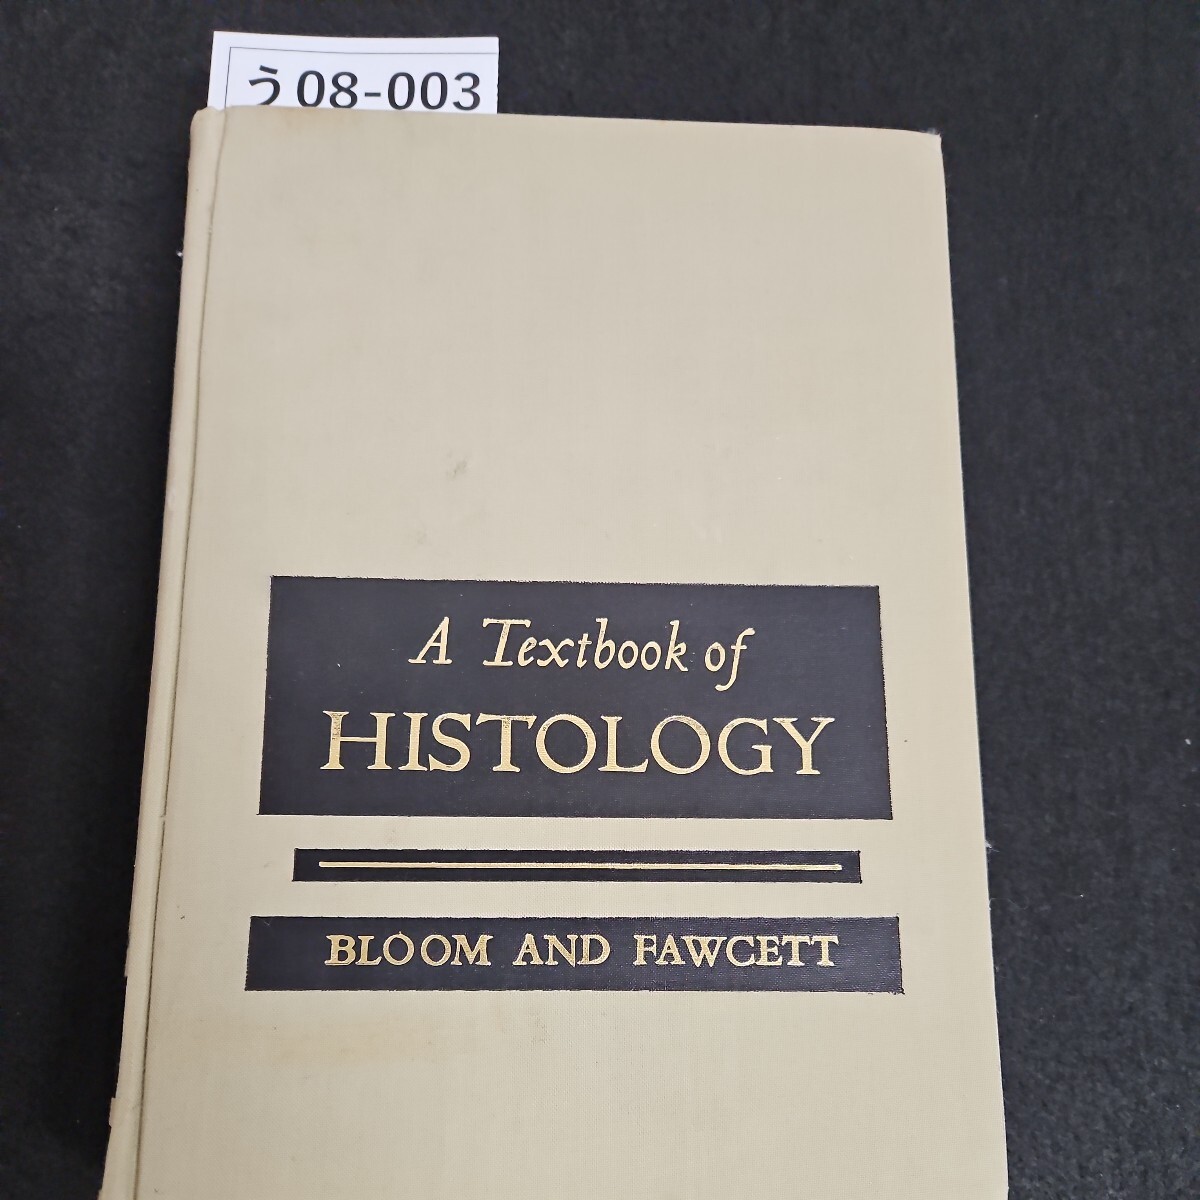 う08-003
A Textbook of
HISTOLOGY
BLOOM AND FAWCETT